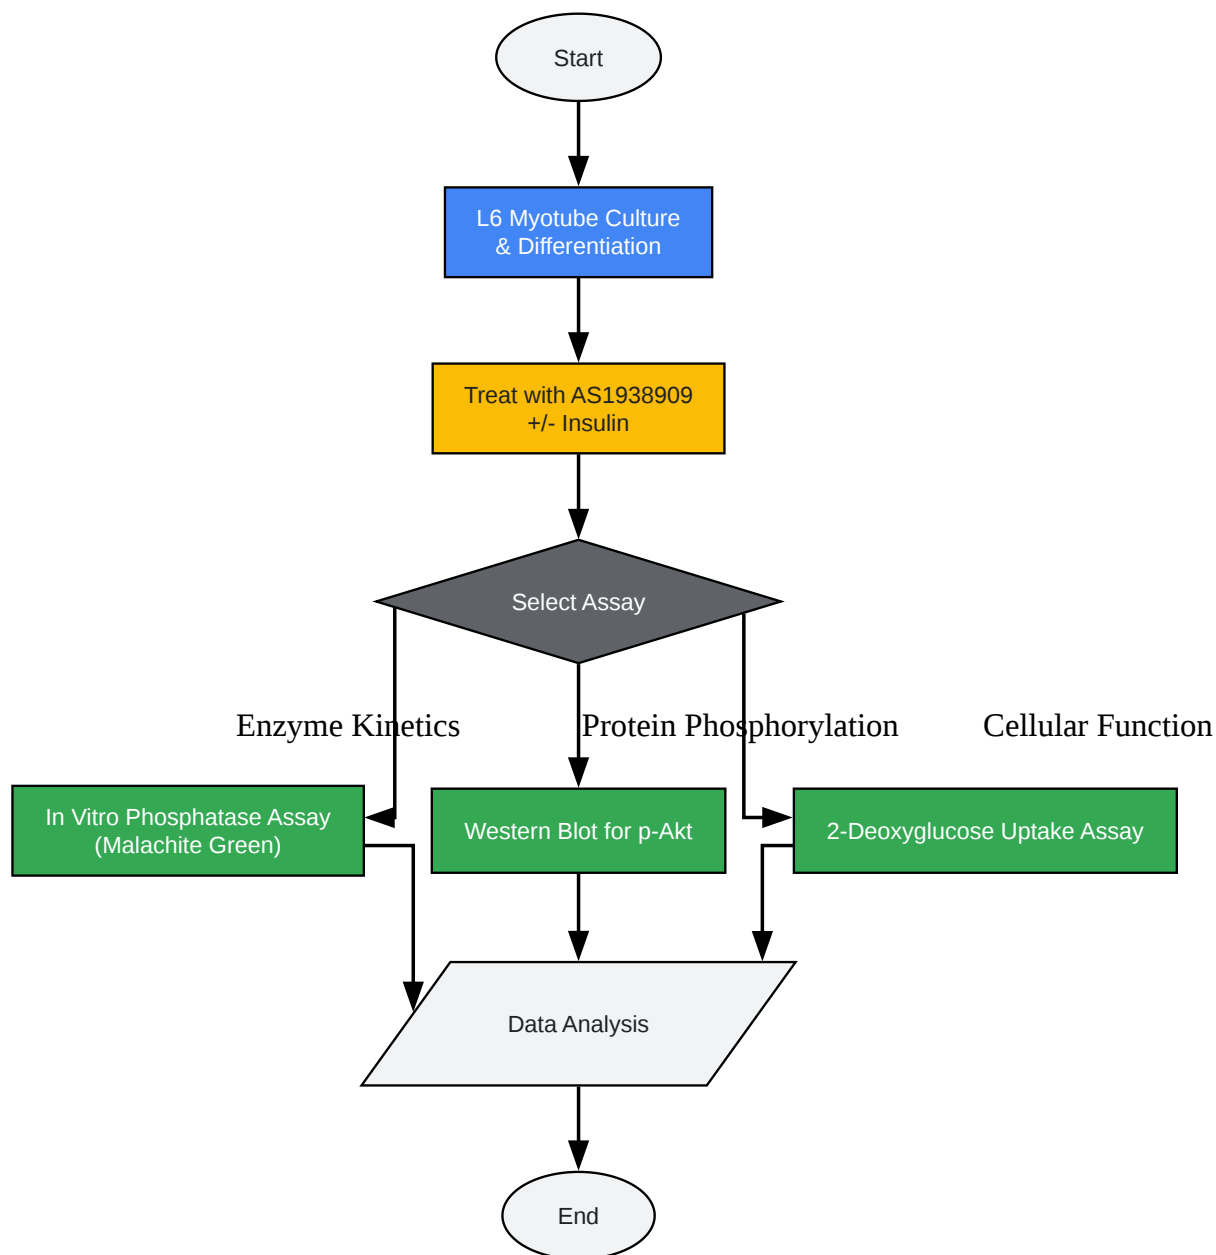 Start
L6 Myotube Culture
& Differentiation
Treat with AS1938909
+/- Insulin
Select Assay
Enzyme Kinetics
Protein Phosphorylation
Cellular Function
In Vitro Phosphatase Assay
(Malachite Green)
Western Blot for p-Akt
2-Deoxyglucose Uptake Assay
Data Analysis
End